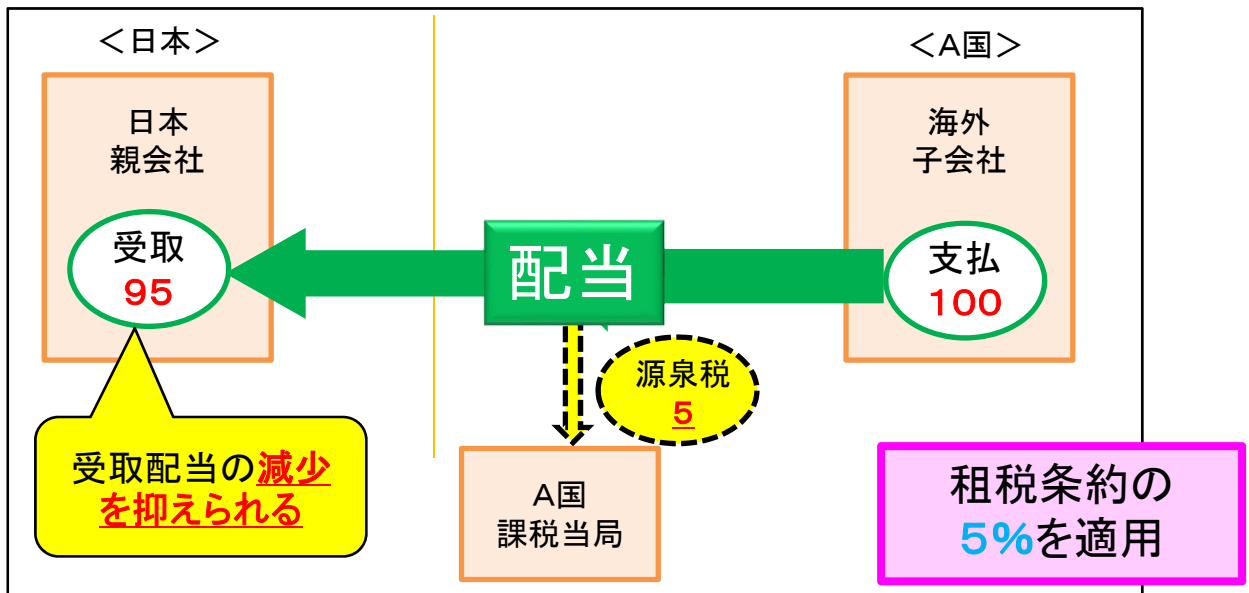 ＜日本＞
＜A国＞
日本
親会社
海外
子会社
受取
95
配当
支払
100
源泉税
5
受取配当の減少
を抑えられる
A国
課税当局
租税条約の
5%を適用